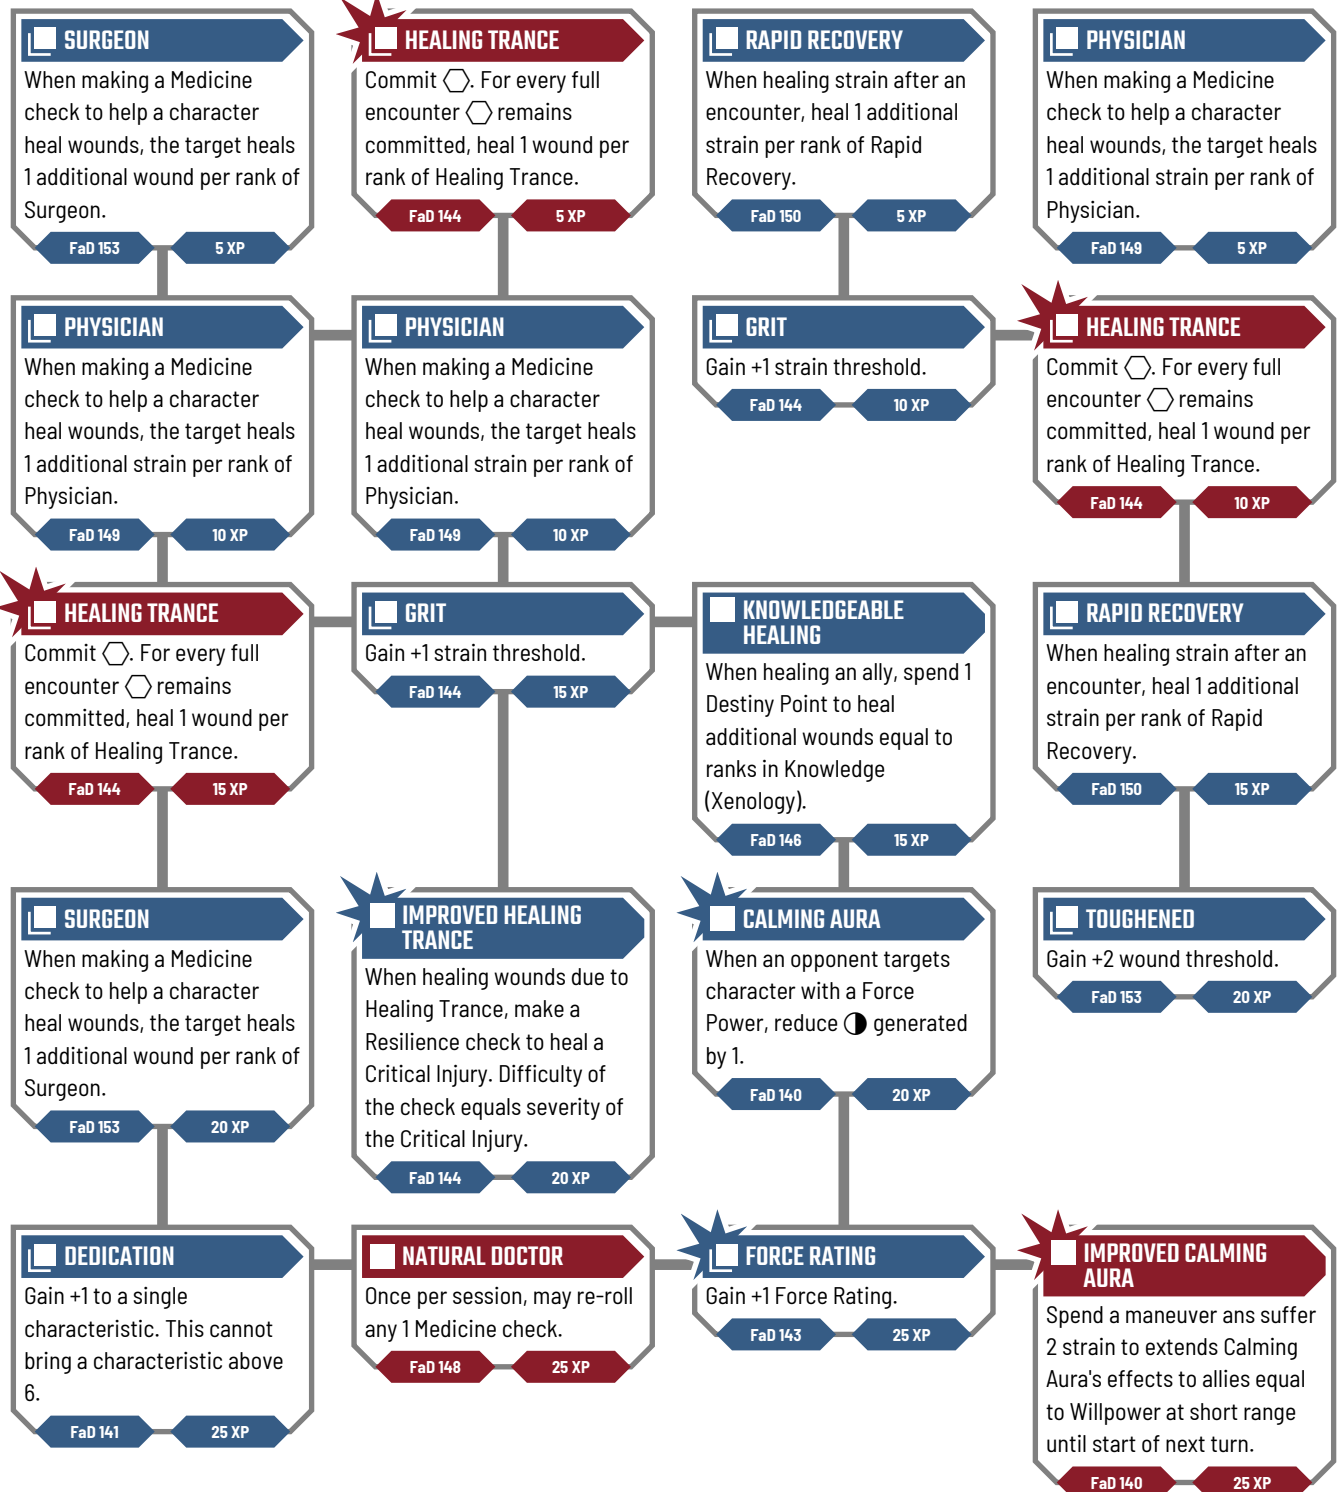 SURGEON
When making a Medicine
check to help a character
heal wounds, the target heals
1 additional wound per rank of
Surgeon.
FaD 153
5 XP
HEALING TRANCE
Commit ⬡. For every full
encounter ⬡ remains
committed, heal 1 wound per
rank of Healing Trance.
FaD 144
5 XP
RAPID RECOVERY
When healing strain after an
encounter, heal 1 additional
strain per rank of Rapid
Recovery.
FaD 150
5 XP
PHYSICIAN
When making a Medicine
check to help a character
heal wounds, the target heals
1 additional strain per rank of
Physician.
FaD 149
5 XP
PHYSICIAN
When making a Medicine
check to help a character
heal wounds, the target heals
1 additional strain per rank of
Physician.
FaD 149
10 XP
PHYSICIAN
When making a Medicine
check to help a character
heal wounds, the target heals
1 additional strain per rank of
Physician.
FaD 149
10 XP
GRIT
Gain +1 strain threshold.
FaD 144
10 XP
HEALING TRANCE
Commit ⬡. For every full
encounter ⬡ remains
committed, heal 1 wound per
rank of Healing Trance.
FaD 144
10 XP
HEALING TRANCE
Commit ⬡. For every full
encounter ⬡ remains
committed, heal 1 wound per
rank of Healing Trance.
FaD 144
15 XP
GRIT
Gain +1 strain threshold.
FaD 144
15 XP
KNOWLEDGEABLE
HEALING
When healing an ally, spend 1
Destiny Point to heal
additional wounds equal to
ranks in Knowledge
(Xenology).
FaD 146
15 XP
RAPID RECOVERY
When healing strain after an
encounter, heal 1 additional
strain per rank of Rapid
Recovery.
FaD 150
15 XP
SURGEON
When making a Medicine
check to help a character
heal wounds, the target heals
1 additional wound per rank of
Surgeon.
FaD 153
20 XP
IMPROVED HEALING
TRANCE
When healing wounds due to
Healing Trance, make a
Resilience check to heal a
Critical Injury. Difficulty of
the check equals severity of
the Critical Injury.
FaD 144
20 XP
CALMING AURA
When an opponent targets
character with a Force
Power, reduce ◑ generated
by 1.
FaD 140
20 XP
TOUGHENED
Gain +2 wound threshold.
FaD 153
20 XP
DEDICATION
Gain +1 to a single
characteristic. This cannot
bring a characteristic above
6.
FaD 141
25 XP
NATURAL DOCTOR
Once per session, may re-roll
any 1 Medicine check.
FaD 148
25 XP
FORCE RATING
Gain +1 Force Rating.
FaD 143
25 XP
IMPROVED CALMING
AURA
Spend a maneuver ans suffer
2 strain to extends Calming
Aura's effects to allies equal
to Willpower at short range
until start of next turn.
FaD 140
25 XP